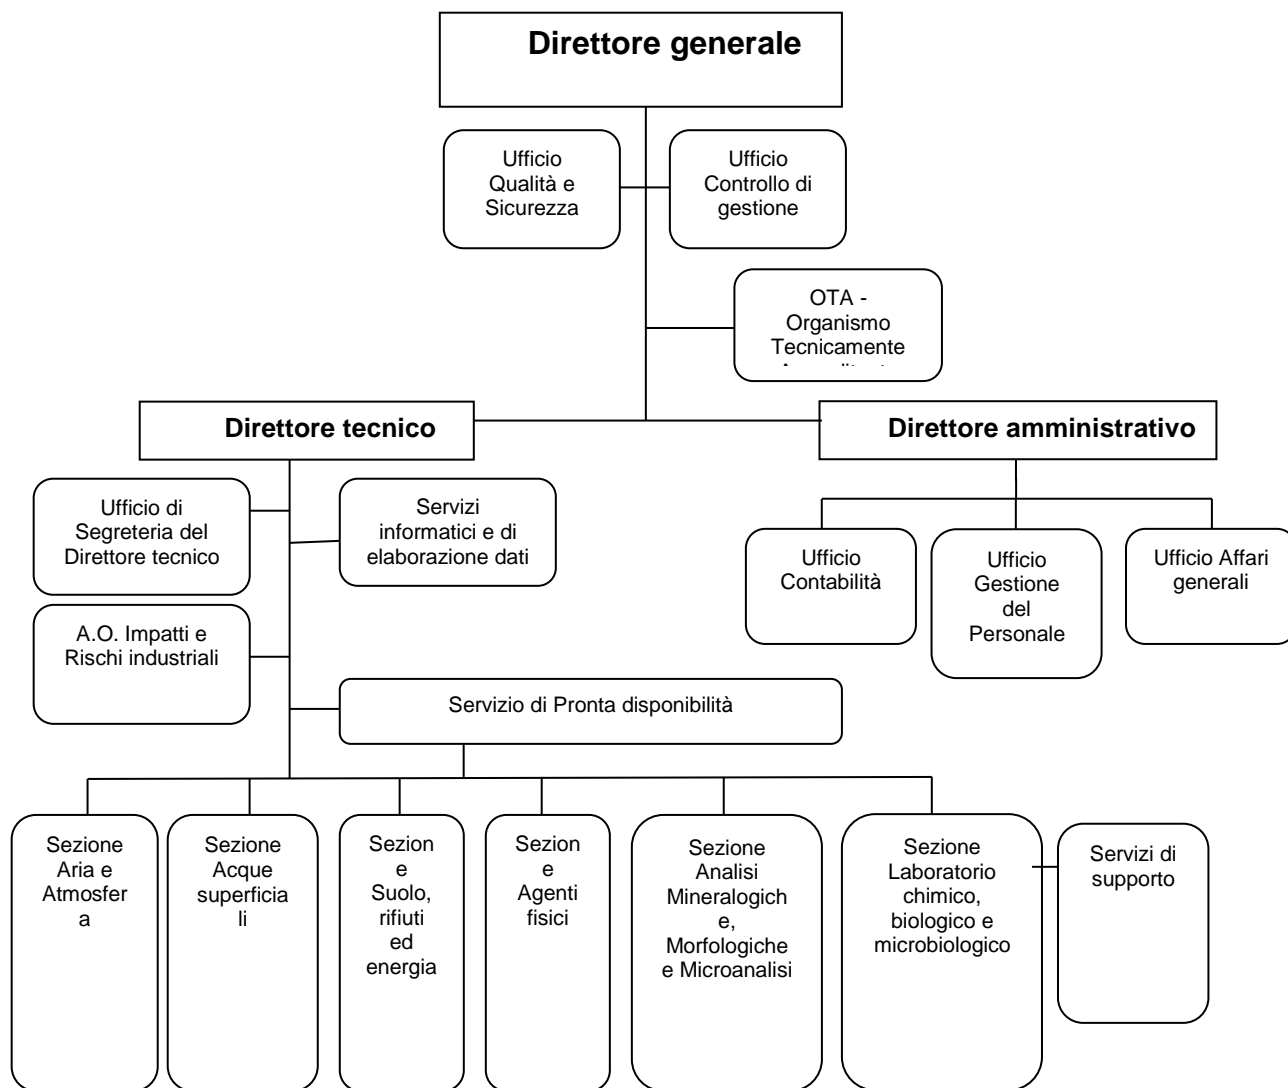 Direttore generale
Ufficio
Qualità e
Sicurezza
Ufficio
Controllo di
gestione
OTA -
Organismo
Tecnicamente
Direttore tecnico
Direttore amministrativo
Ufficio di
Segreteria del
Direttore tecnico
Servizi
informatici e di
elaborazione dati
Ufficio
Contabilità
Ufficio
Gestione
del
Personale
Ufficio Affari
generali
A.O. Impatti e
Rischi industriali
Servizio di Pronta disponibilità
Sezione
Aria e
Atmosfer
a
Sezione
Acque
superficia
li
Sezion
e
Suolo,
rifiuti
ed
energia
Sezion
e
Agenti
fisici
Sezione
Analisi
Mineralogich
e,
Morfologiche
e Microanalisi
Sezione
Laboratorio
chimico,
biologico e
microbiologico
Servizi di
supporto